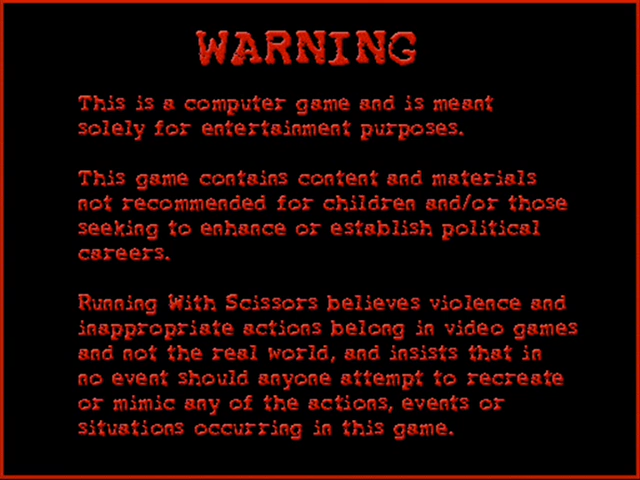 WARNING
This is a computer game and is meant
solely for entertainment purposes.
This game contains content and materials
not recommended for children and/or those
seeking to enhance or establish political
careers.
Running With Scissors believes violence and
inappropriate actions belong in video games
and not the real world, and insists that in
no event should anyone attempt to recreate
or mimic any of the actions, events or
situations occurring in this game.